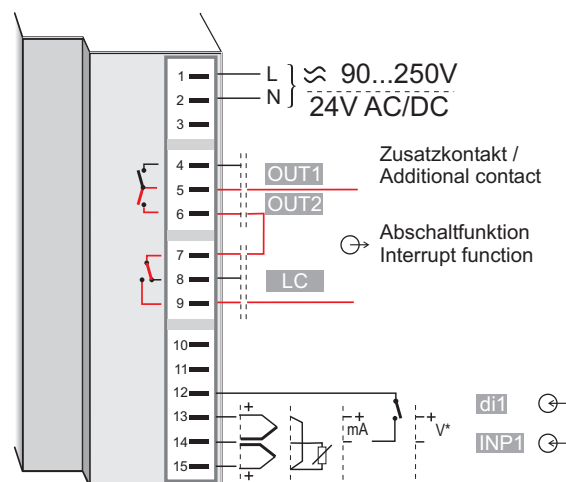 1
2
3
4
5
6
7
8
9
10
11
12
13
14
15
L
N
90...250V
24V AC/DC
OUT1
OUT2
LC
Zusatzkontakt /
Additional contact
Abschaltfunktion
Interrupt function
+
+
+
mA
-
+
V*
-
di1
INP1